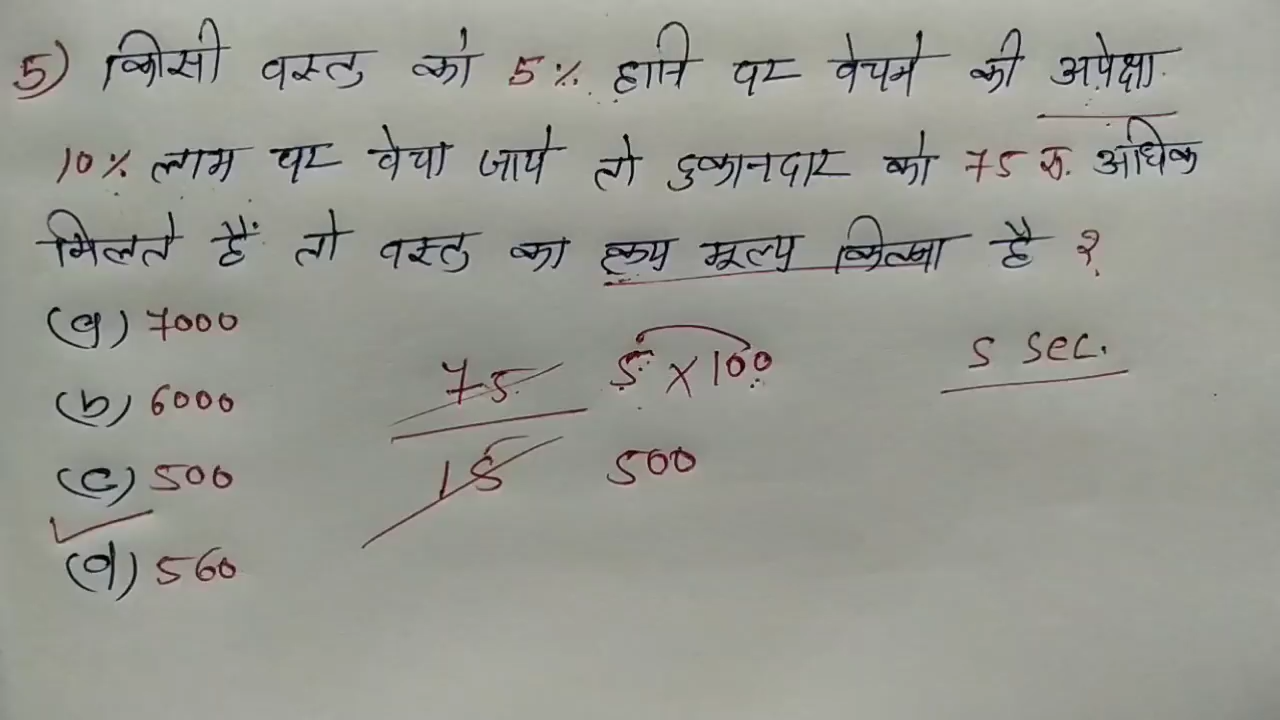 5) किसी वस्तु को 5% हानि पर बेचने की अपेक्षा
10% लाभ पर बेचा जाये तो दुकानदार को 75 रु. अधिक
मिलते हैं तो वस्तु का क्रय मूल्य कितना है ?
(a) 7000
(b) 6000
(c) 500
(d) 560
75 5 × 100
15 500
5 sec.